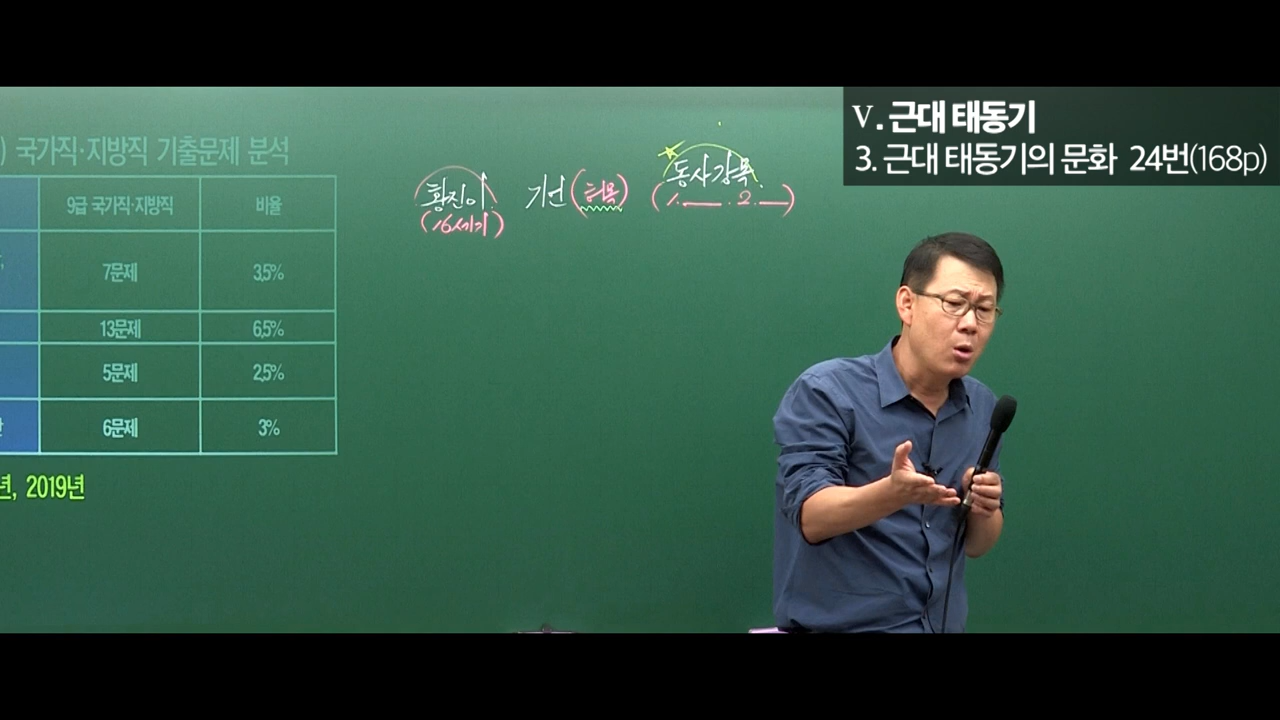 Ⅴ. 근대 태동기
3. 근대 태동기의 문화 24번(168p)
) 국가직·지방직 기출문제 분석
9급 국가직·지방직 비율
7문제 3.5%
13문제 6.5%
5문제 2.5%
6문제 3%
년, 2019년
황진이
(16세기)
기언(허목)
★동사강목
(1. . 2. )